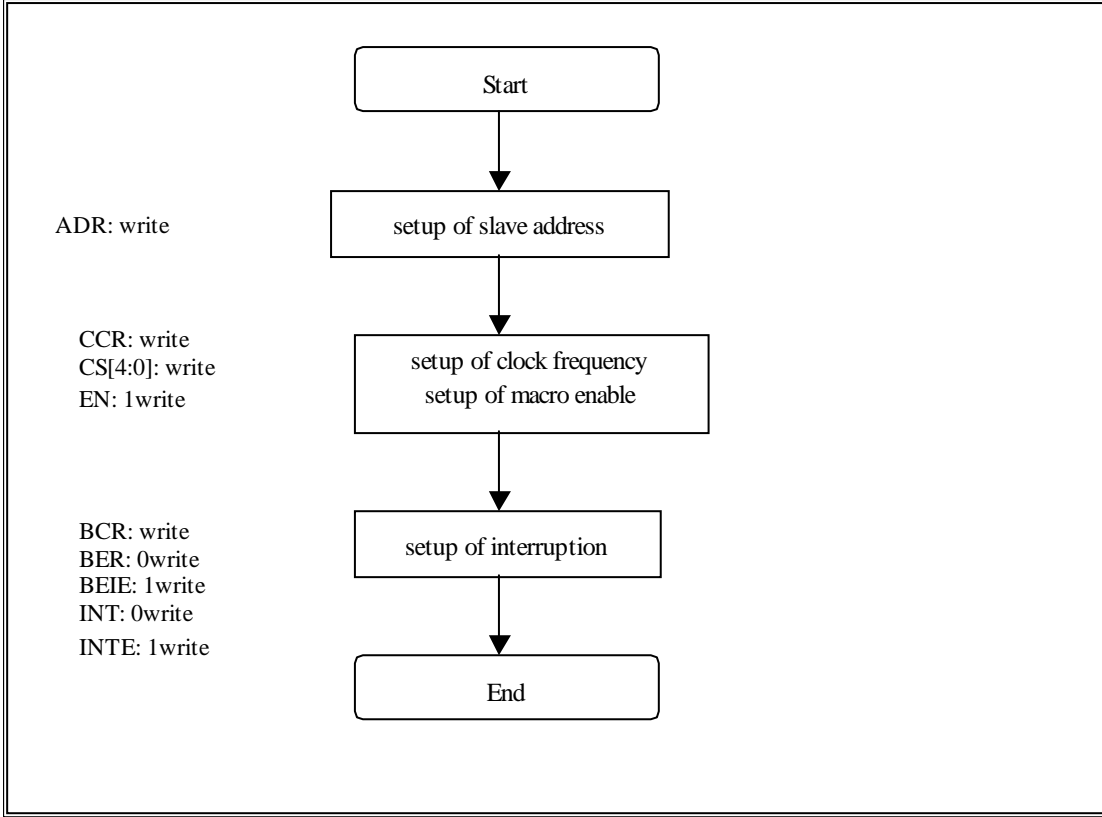 Start
ADR: write
setup of slave address
CCR: write
CS[4:0]: write
EN: 1write
setup of clock frequency
setup of macro enable
BCR: write
BER: 0write
BEIE: 1write
INT: 0write
INTE: 1write
setup of interruption
End